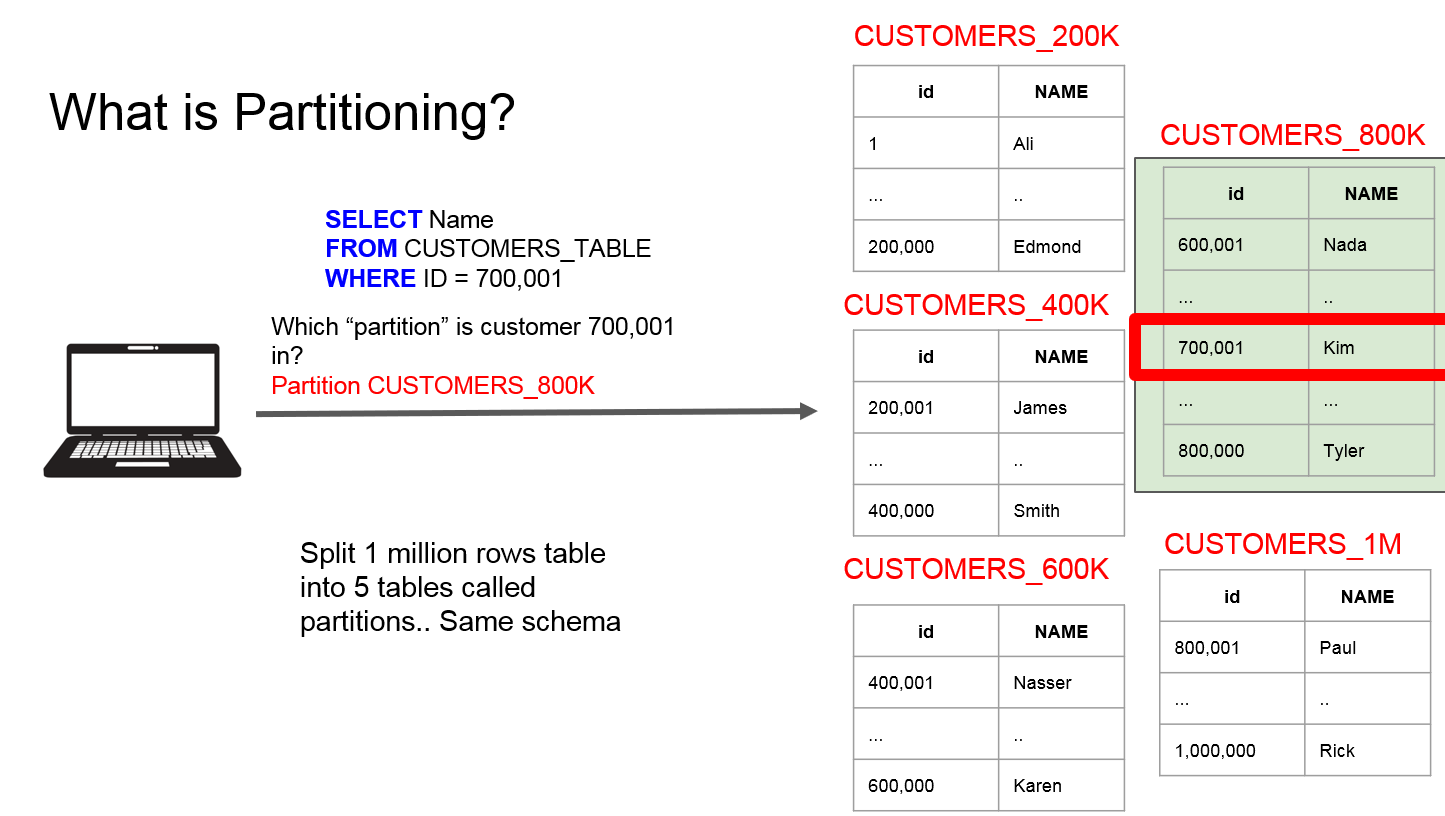 What is Partitioning?
SELECT Name
FROM CUSTOMERS_TABLE
WHERE ID = 700,001
Which “partition” is customer 700,001
in?
Partition CUSTOMERS_800K
Split 1 million rows table
into 5 tables called
partitions.. Same schema
CUSTOMERS_200K
id NAME
1 Ali
... ..
200,000 Edmond
CUSTOMERS_400K
id NAME
200,001 James
... ..
400,000 Smith
CUSTOMERS_600K
id NAME
400,001 Nasser
... ..
600,000 Karen
CUSTOMERS_800K
id NAME
600,001 Nada
... ..
700,001 Kim
... ...
800,000 Tyler
CUSTOMERS_1M
id NAME
800,001 Paul
... ..
1,000,000 Rick